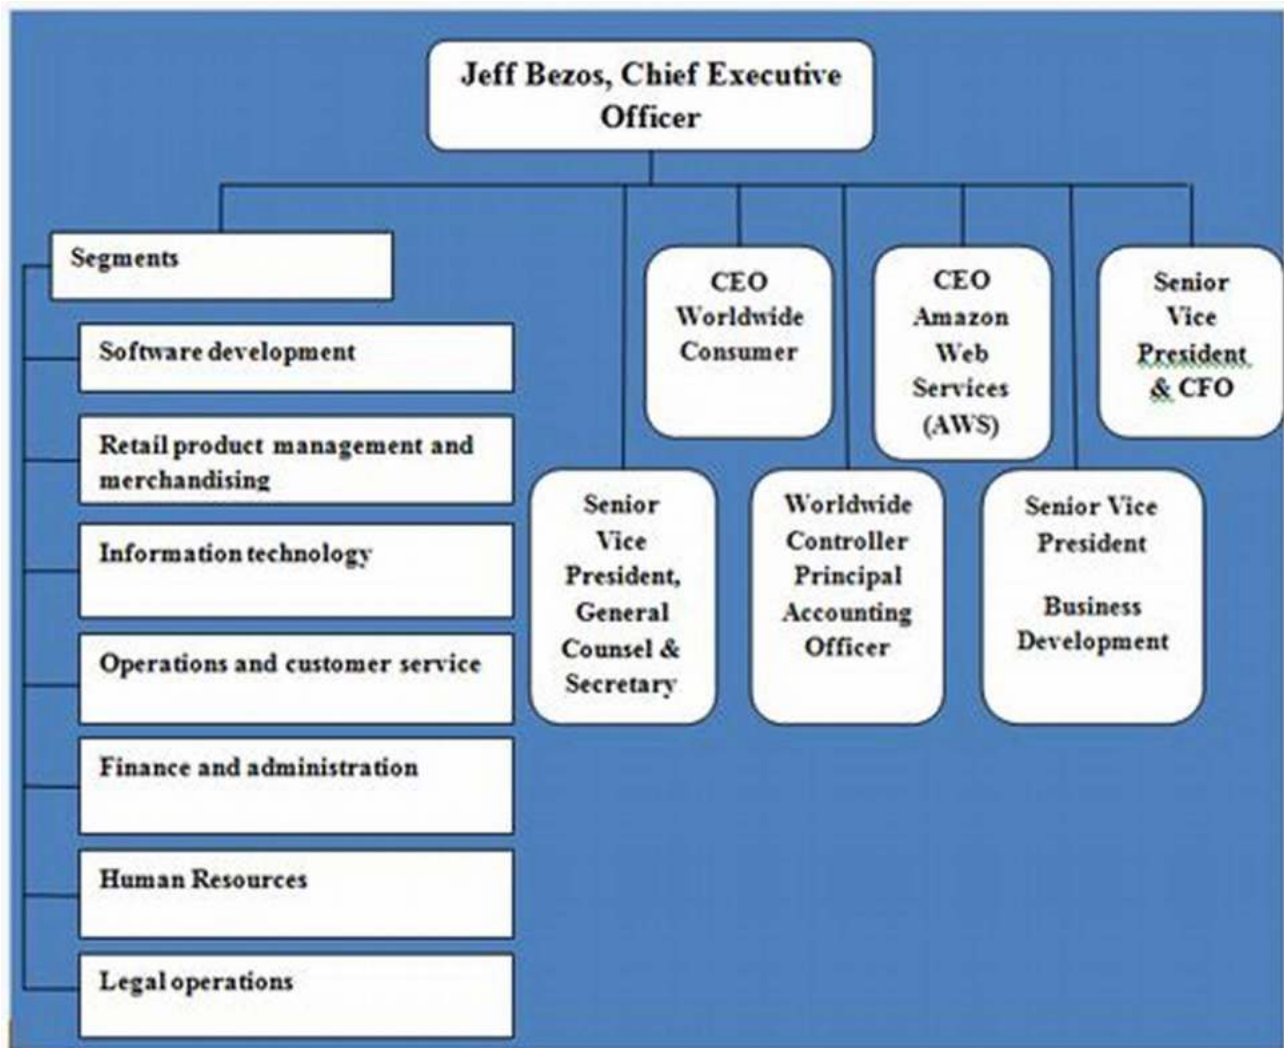 Jeff Bezos, Chief Executive
Officer
Segments
Software development
Retail product management and
merchandising
Information technology
Operations and customer service
Finance and administration
Human Resources
Legal operations
CEO
Worldwide
Consumer
CEO
Amazon
Web
Services
(AWS)
Senior
Vice
President
& CFO
Senior
Vice
President,
General
Counsel &
Secretary
Worldwide
Controller
Principal
Accounting
Officer
Senior Vice
President
Business
Development